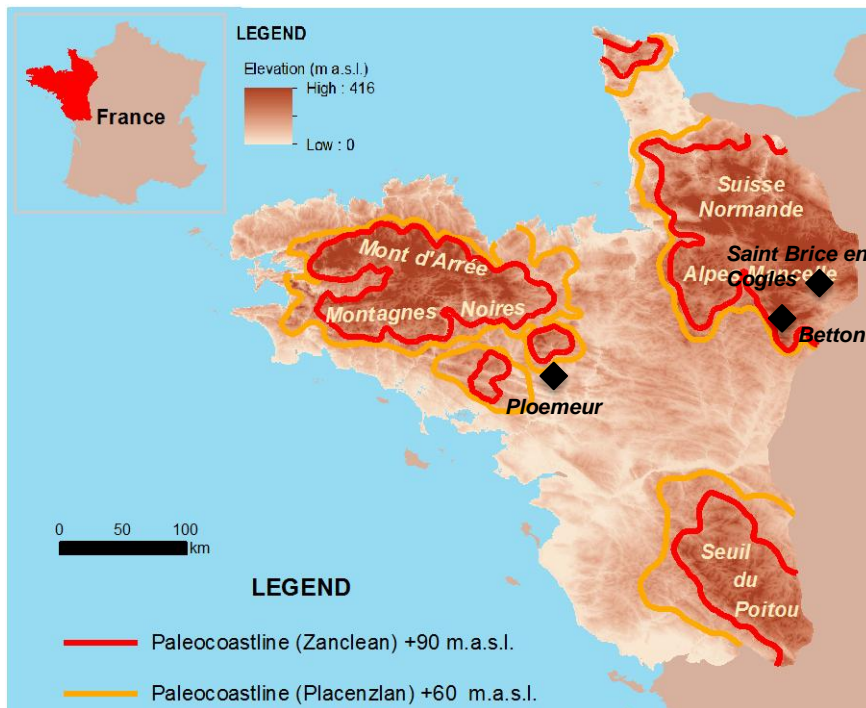 France
LEGEND
Elevation (m a.s.l.)
High : 416
Low : 0
Suisse
Normande
Saint Brice en
Alpes Mancelle
Cogles
Betton
Mont d'Arrée
Montagnes Noires
Ploemeur
0 50 100
km
Seuil
du
Poitou
LEGEND
Paleocoastline (Zanclean) +90 m.a.s.l.
Paleocoastline (Placenzlan) +60 m.a.s.l.